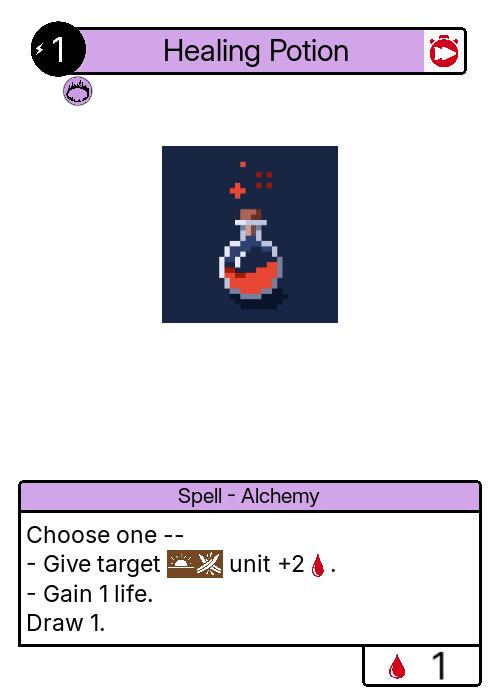 1
Healing Potion
Spell - Alchemy
Choose one --
- Give target unit +2 .
- Gain 1 life.
Draw 1.
1